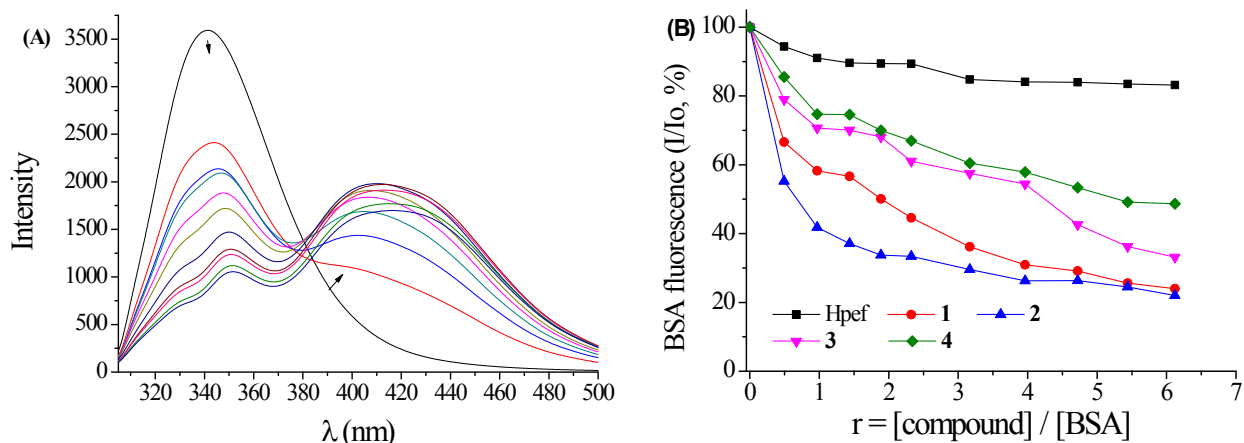 (A)
3500
3000
2500
2000
1500
1000
500
0
Intensity
320 340 360 380 400 420 440 460 480 500
λ (nm)
(B)
100
80
60
40
20
0
BSA fluorescence (I/Io, %)
Hpef 1 2
3 4
0 1 2 3 4 5 6 7
r = [compound] / [BSA]